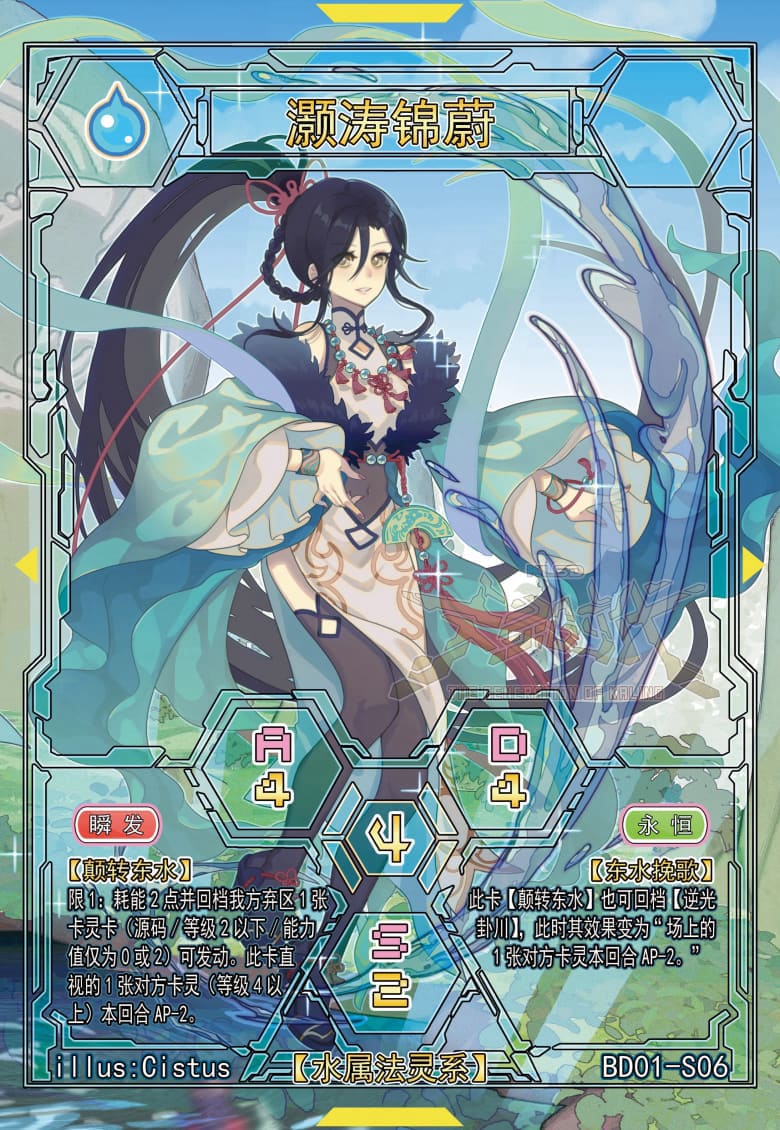 灏涛锦蔚
THE GENERATION OF KALING
A
4
D
4
4
S
2
瞬发
【颠转东水】
限1：耗能2点并回档我方弃区1张
卡灵卡（源码/等级2以下/能力
值仅为0或2）可发动。此卡直
视的1张对方卡灵（等级4以
上）本回合AP-2。
永恒
【东水挽歌】
此卡【颠转东水】也可回档【逆光
卦川】，此时其效果变为“场上的
1张对方卡灵本回合AP-2。”
illus:Cistus
【水属法灵系】
BD01-S06